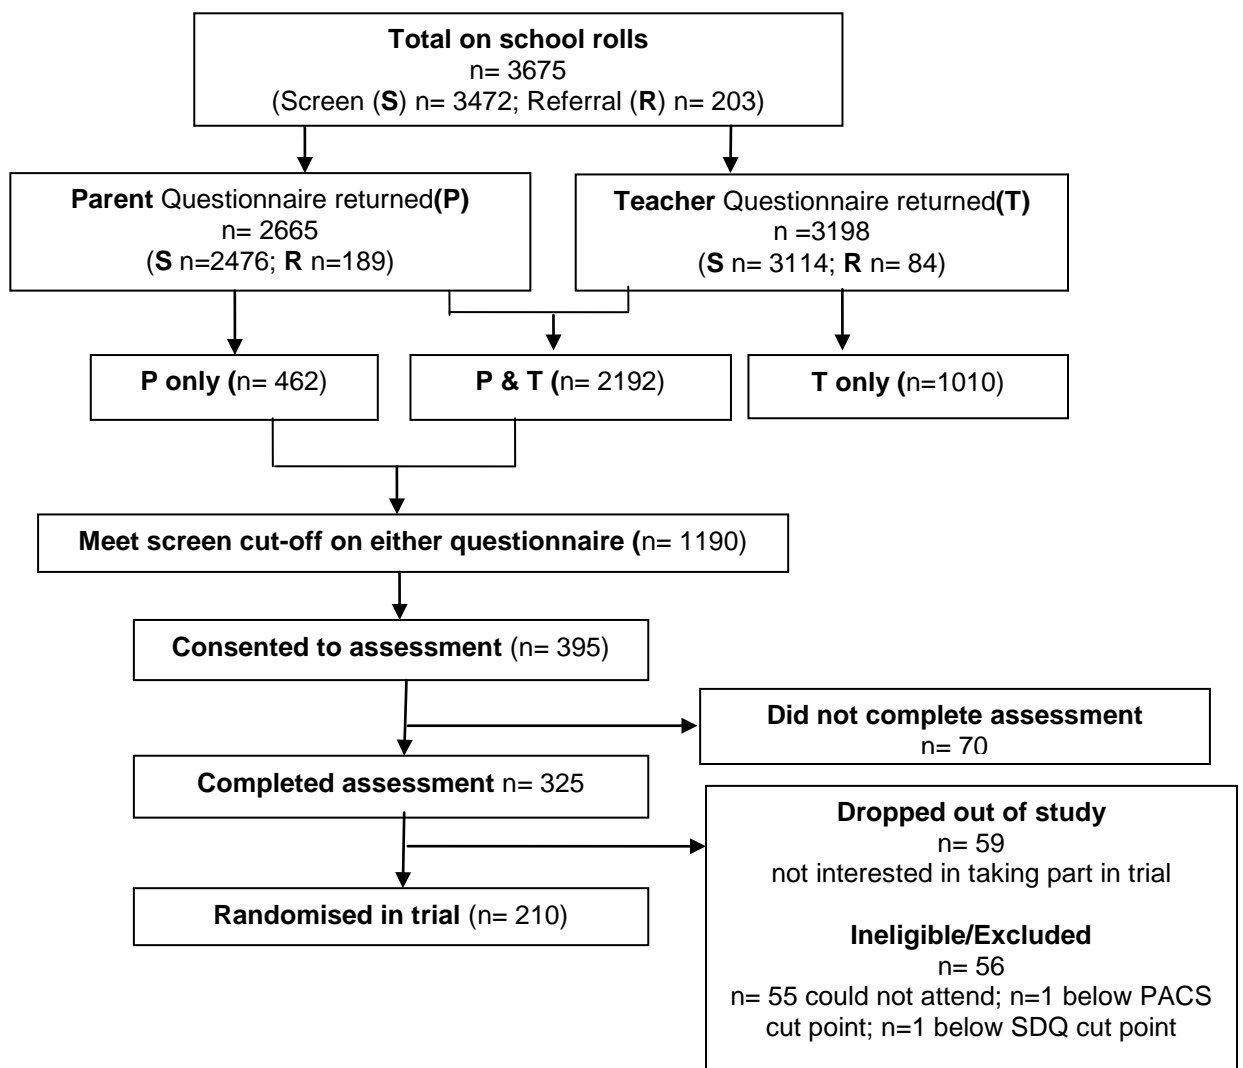 Total on school rolls
n= 3675
(Screen (S) n= 3472; Referral (R) n= 203)
Parent Questionnaire returned(P)
n= 2665
(S n=2476; R n=189)
Teacher Questionnaire returned(T)
n =3198
(S n= 3114; R n= 84)
P only (n= 462)
P & T (n= 2192)
T only (n=1010)
Meet screen cut-off on either questionnaire (n= 1190)
Consented to assessment (n= 395)
Did not complete assessment
n= 70
Completed assessment n= 325
Dropped out of study
n= 59
not interested in taking part in trial
Randomised in trial (n= 210)
Ineligible/Excluded
n= 56
n= 55 could not attend; n=1 below PACS
cut point; n=1 below SDQ cut point